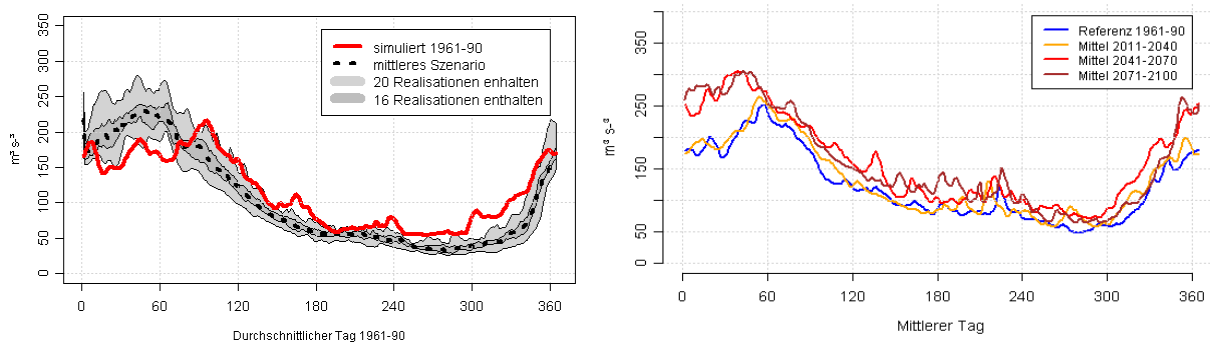 m³ s-³
0 50 100 150 200 250 300 350
simuliert 1961-90
mittleres Szenario
20 Realisationen enhalten
16 Realisationen enthalten
0 60 120 180 240 300 360
Durchschnittlicher Tag 1961-90
m³ s-³
0 50 150 250 350
Referenz 1961-90
Mittel 2011-2040
Mittel 2041-2070
Mittel 2071-2100
0 60 120 180 240 300 360
Mittlerer Tag